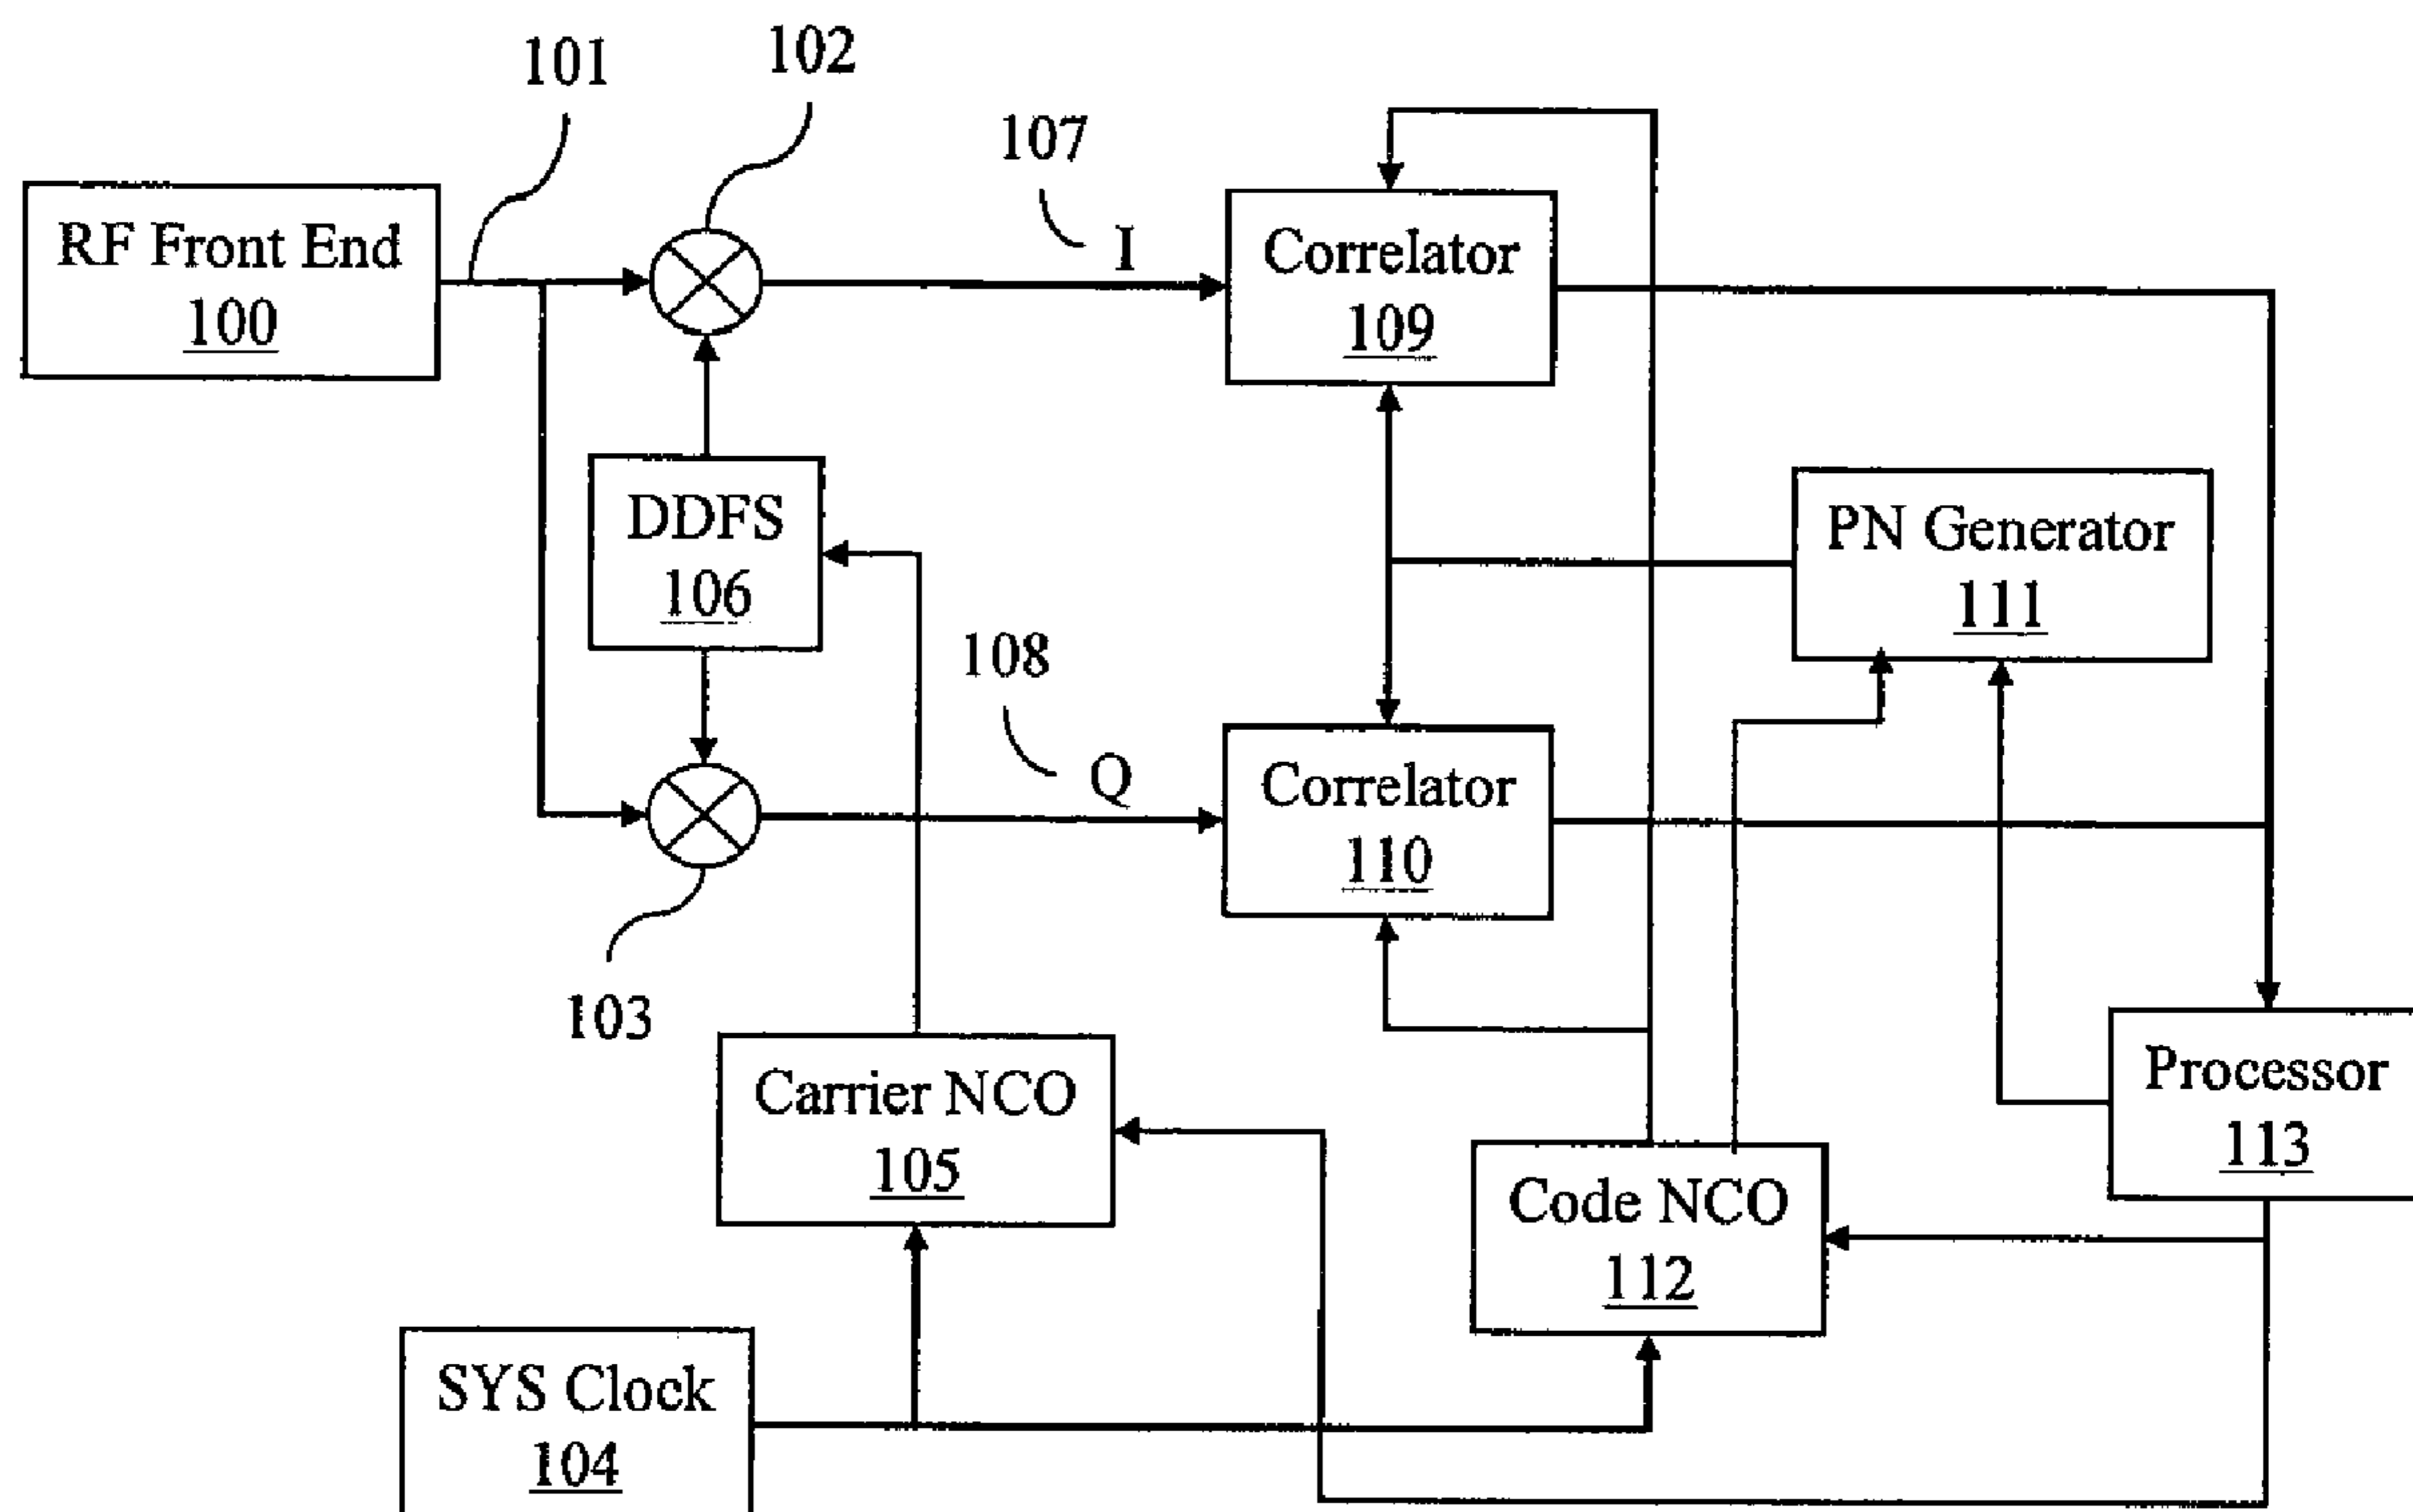 101
102
107
RF Front End
100
I
Correlator
109
DDFS
106
PN Generator
111
108
Q
Correlator
110
103
Carrier NCO
105
Processor
113
Code NCO
112
SYS Clock
104